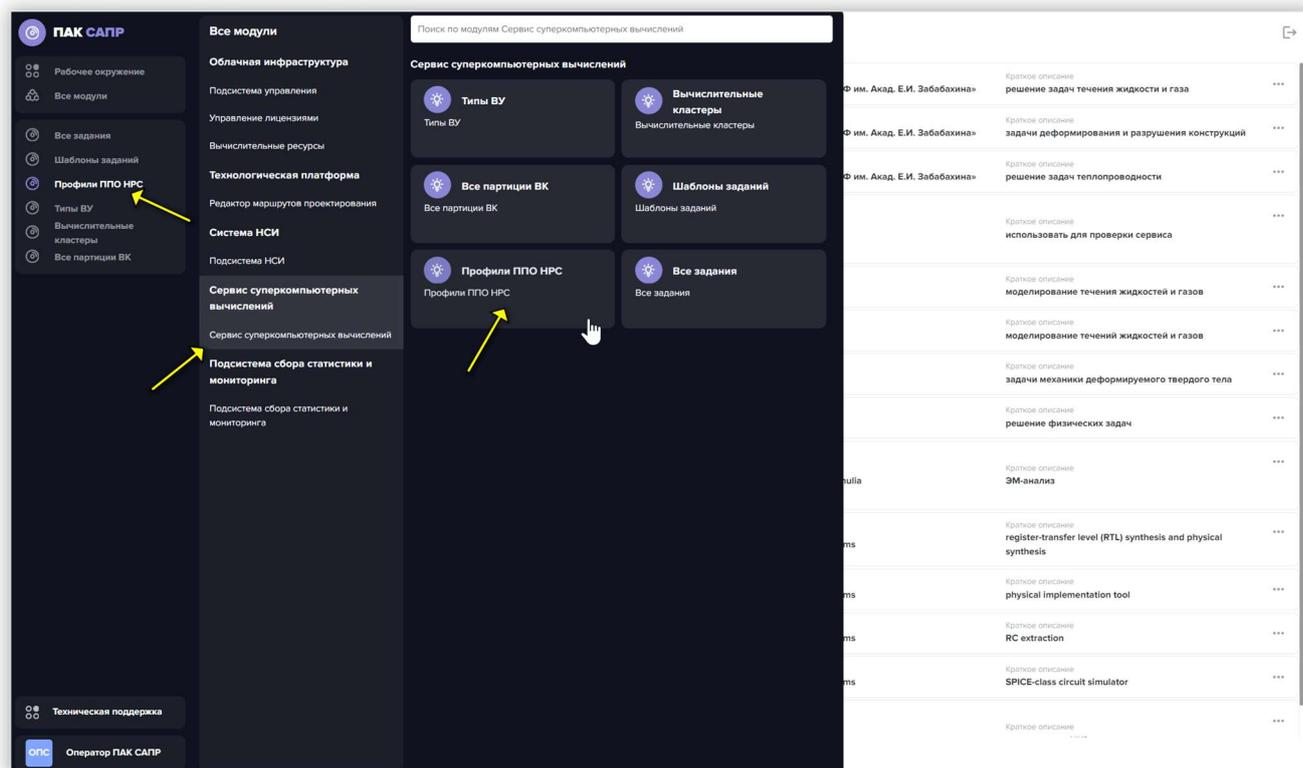 ПАК САПР
Рабочее окружение
Все модули
Все задания
Шаблоны заданий
Профили ППО НРС
Типы ВУ
Вычислительные
кластеры
Все партиции ВК
Техническая поддержка
ОПС
Оператор ПАК САПР
Все модули
Облачная инфраструктура
Подсистема управления
Управление лицензиями
Вычислительные ресурсы
Технологическая платформа
Редактор маршрутов проектирования
Система НСИ
Подсистема НСИ
Сервис суперкомпьютерных
вычислений
Сервис суперкомпьютерных вычислений
Подсистема сбора статистики и
мониторинга
Подсистема сбора статистики и
мониторинга
Поиск по модулям Сервис суперкомпьютерных вычислений
Сервис суперкомпьютерных вычислений
Типы ВУ
Типы ВУ
Вычислительные
кластеры
Вычислительные кластеры
Все партиции ВК
Все партиции ВК
Шаблоны заданий
Шаблоны заданий
Профили ППО НРС
Профили ППО НРС
Все задания
Все задания
Краткое описание
Ф им. Акад. Е.И. Забабахина» решение задач течения жидкости и газа
Краткое описание
Ф им. Акад. Е.И. Забабахина» задачи деформирования и разрушения конструкций
Краткое описание
Ф им. Акад. Е.И. Забабахина» решение задач теплопроводности
Краткое описание
использовать для проверки сервиса
Краткое описание
моделирование течения жидкостей и газов
Краткое описание
моделирование течений жидкостей и газов
Краткое описание
задачи механики деформируемого твердого тела
Краткое описание
решение физических задач
Краткое описание
nulia ЭМ-анализ
Краткое описание
register-transfer level (RTL) synthesis and physical
ms synthesis
Краткое описание
ms physical implementation tool
Краткое описание
ms RC extraction
Краткое описание
ms SPICE-class circuit simulator
Краткое описание